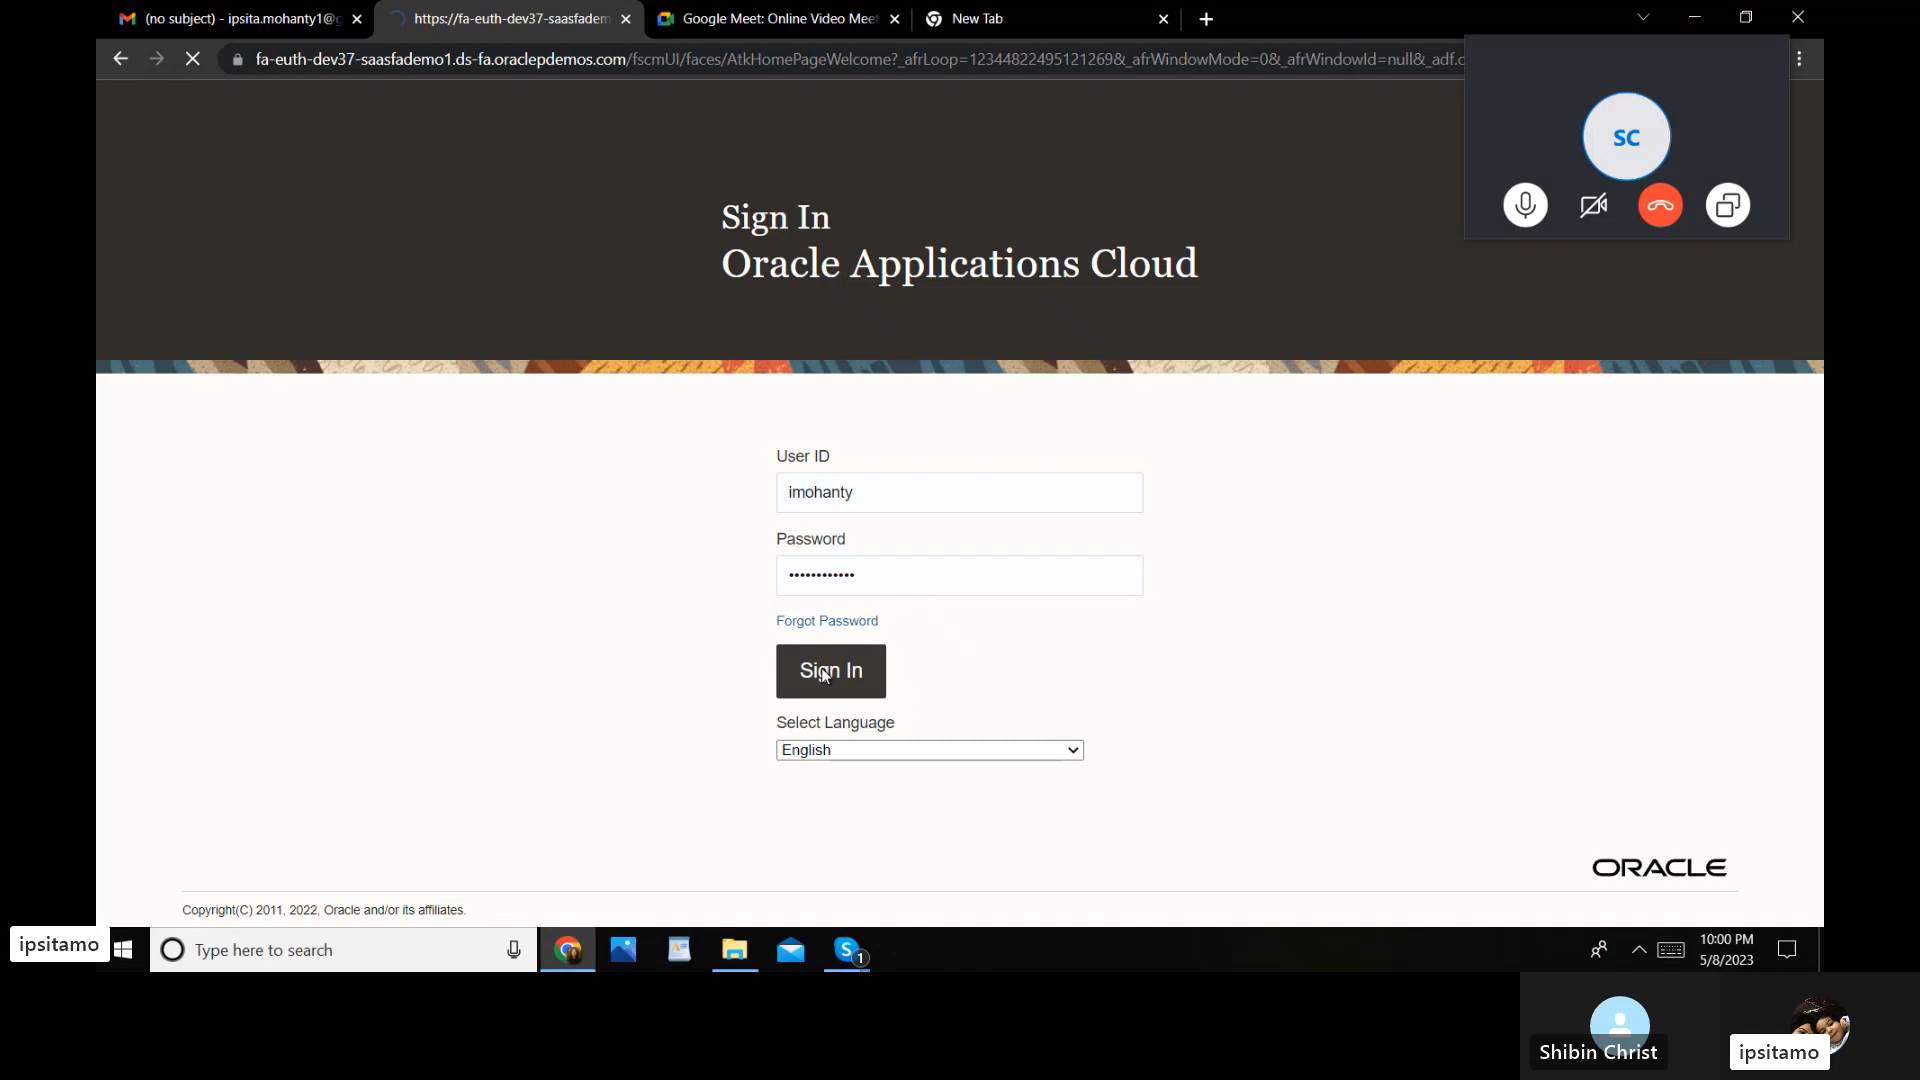 (no subject) - ipsita.mohanty1@g
https://fa-euth-dev37-saasfadem
Google Meet: Online Video Meet
New Tab
fa-euth-dev37-saasfademo1.ds-fa.oraclepdemos.com/fscmUI/faces/AtkHomePageWelcome?_afrLoop=12344822495121269&_afrWindowMode=0&_afrWindowId=null&_adf.c
SC
Sign In
Oracle Applications Cloud
User ID
imohanty
Password
Forgot Password
Sign In
Select Language
English
ORACLE
Copyright(C) 2011, 2022, Oracle and/or its affiliates.
ipsitamo
Type here to search
S
1
10:00 PM
5/8/2023
Shibin Christ
ipsitamo